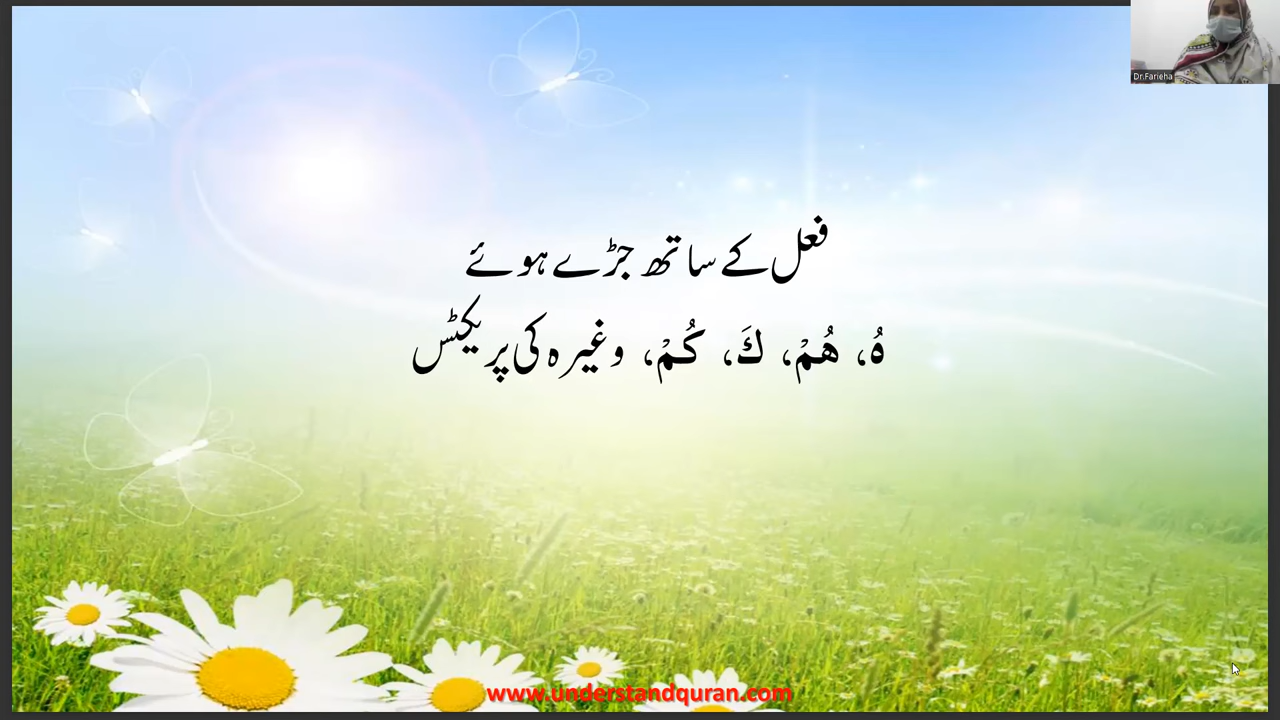 Dr.Farieha
فعل کے ساتھ جڑے ہوئے
هُ، هُمْ، كَ، كُمْ، وغیرہ کی پریکٹس
www.understandquran.com